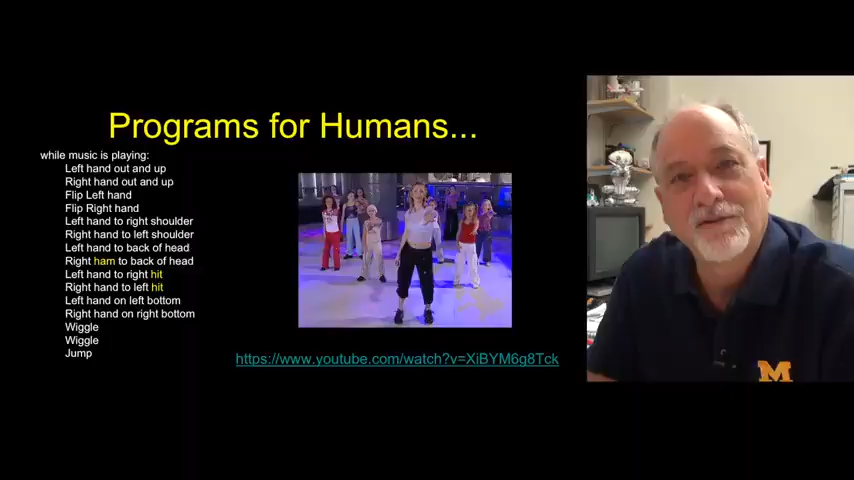 Programs for Humans...
while music is playing:
Left hand out and up
Right hand out and up
Flip Left hand
Flip Right hand
Left hand to right shoulder
Right hand to left shoulder
Left hand to back of head
Right ham to back of head
Left hand to right hit
Right hand to left hit
Left hand on left bottom
Right hand on right bottom
Wiggle
Wiggle
Jump
https://www.youtube.com/watch?v=XiBYM6g8Tck
M